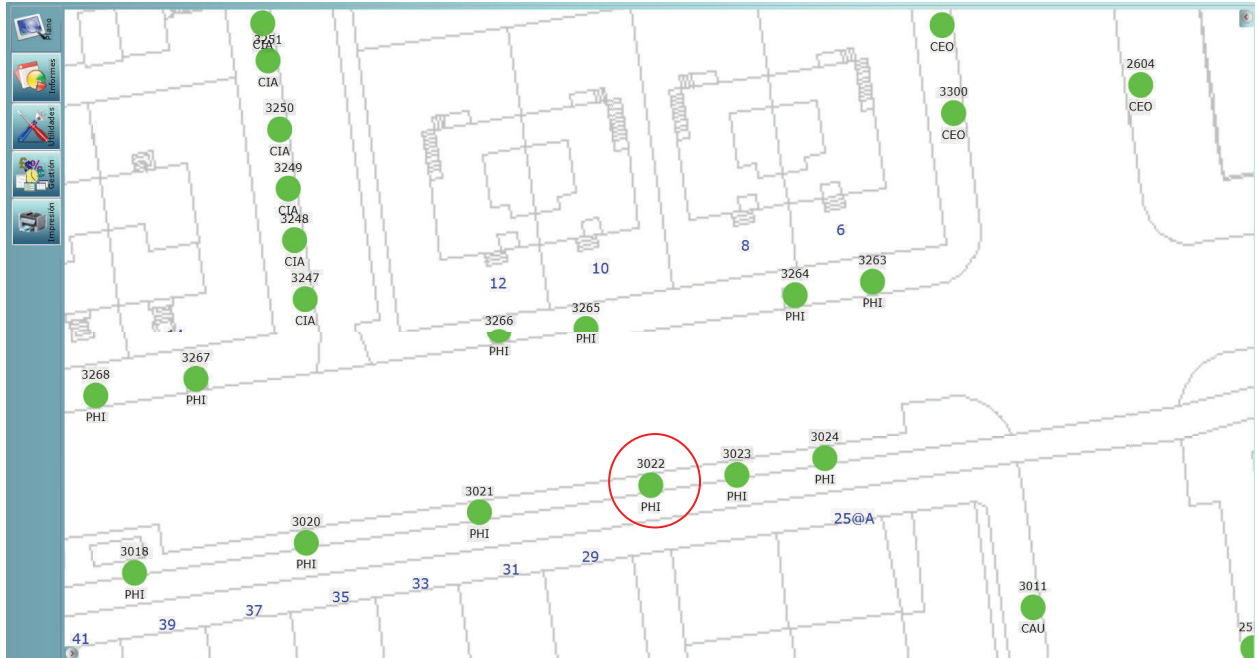 Plano
Informes
Utilidades
Gestión
Impresión
3251
CIA
CIA
3250
CIA
3249
CIA
3248
CIA
3247
CIA
CEO
3300
CEO
2604
CEO
12
10
8
6
3266
PHI
3265
PHI
3264
PHI
3263
PHI
3268
PHI
3267
PHI
3018
PHI
3020
PHI
3021
PHI
3022
PHI
3023
PHI
3024
PHI
41
39
37
35
33
31
29
25@A
3011
CAU
25